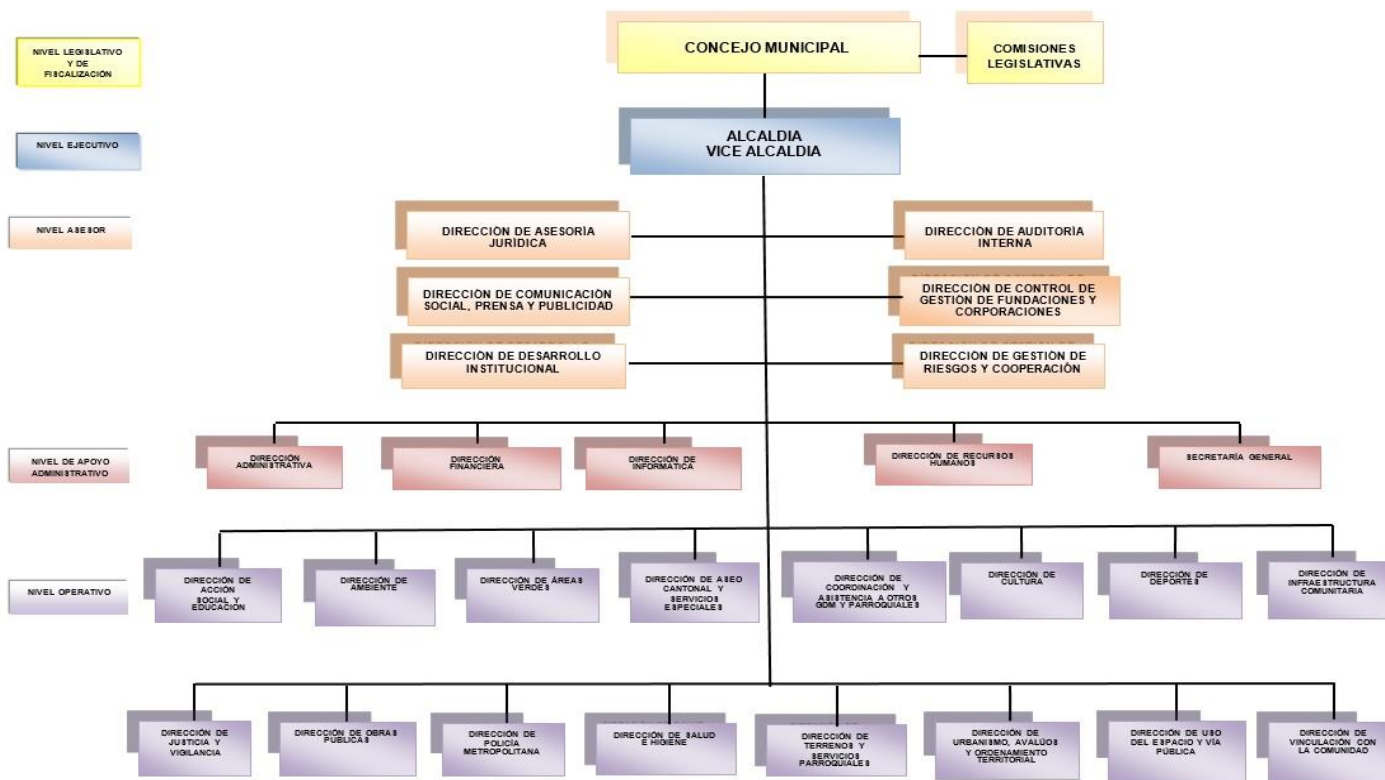 CONCEJO MUNICIPAL
COMISIONES
LEGISLATIVAS
NIVEL LEGISLATIVO
Y DE
FISCALIZACIÓN
ALCALDIA
VICE ALCALDIA
NIVEL EJECUTIVO
NIVEL ASESOR
DIRECCIÓN DE ASESORÍA
JURÍDICA
DIRECCIÓN DE AUDITORÍA
INTERNA
DIRECCIÓN DE COMUNICACIÓN
SOCIAL, PRENSA Y PUBLICIDAD
DIRECCIÓN DE CONTROL DE
GESTIÓN DE FUNDACIONES Y
CORPORACIONES
DIRECCIÓN DE DESARROLLO
INSTITUCIONAL
DIRECCIÓN DE GESTIÓN DE
RIESGOS Y COOPERACIÓN
NIVEL DE APOYO
ADMINISTRATIVO
DIRECCIÓN
ADMINISTRATIVA
DIRECCIÓN
FINANCIERA
DIRECCIÓN DE
INFORMÁTICA
DIRECCIÓN DE RECURSOS
HUMANOS
SECRETARÍA GENERAL
NIVEL OPERATIVO
DIRECCIÓN DE
ACCIÓN
SOCIAL Y
EDUCACIÓN
DIRECCIÓN DE
AMBIENTE
DIRECCIÓN DE ÁREAS
VERDES
DIRECCIÓN DE ASEO
CANTONAL Y
SERVICIOS
ESPECIALES
DIRECCIÓN DE
COORDINACIÓN Y
ASISTENCIA A OTROS
GDM Y PARROQUIALES
DIRECCIÓN DE
CULTURA
DIRECCIÓN DE
DEPORTES
DIRECCIÓN DE
INFRAESTRUCTURA
COMUNITARIA
DIRECCIÓN DE
JUSTICIA Y
VIGILANCIA
DIRECCIÓN DE OBRAS
PÚBLICAS
DIRECCIÓN DE
POLICÍA
METROPOLITANA
DIRECCIÓN DE SALUD
E HIGIENE
DIRECCIÓN DE
TERRENOS Y
SERVICIOS
PARROQUIALES
DIRECCIÓN DE
URBANISMO, AVALÚOS
Y ORDENAMIENTO
TERRITORIAL
DIRECCIÓN DE USO
DEL ESPACIO Y VÍA
PÚBLICA
DIRECCIÓN DE
VINCULACIÓN CON
LA COMUNIDAD